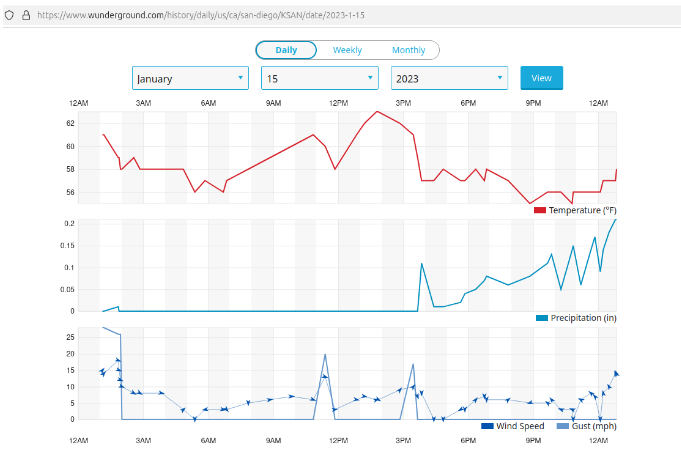 https://www.wunderground.com/history/daily/us/ca/san-diego/KSAN/date/2023-1-15
Daily Weekly Monthly
January 15 2023 View
12AM 3AM 6AM 9AM 12PM 3PM 6PM 9PM 12AM
62
60
58
56
Temperature (°F)
0.2
0.15
0.1
0.05
0
Precipitation (in)
25
20
15
10
5
0
Wind Speed Gust (mph)
12AM 3AM 6AM 9AM 12PM 3PM 6PM 9PM 12AM